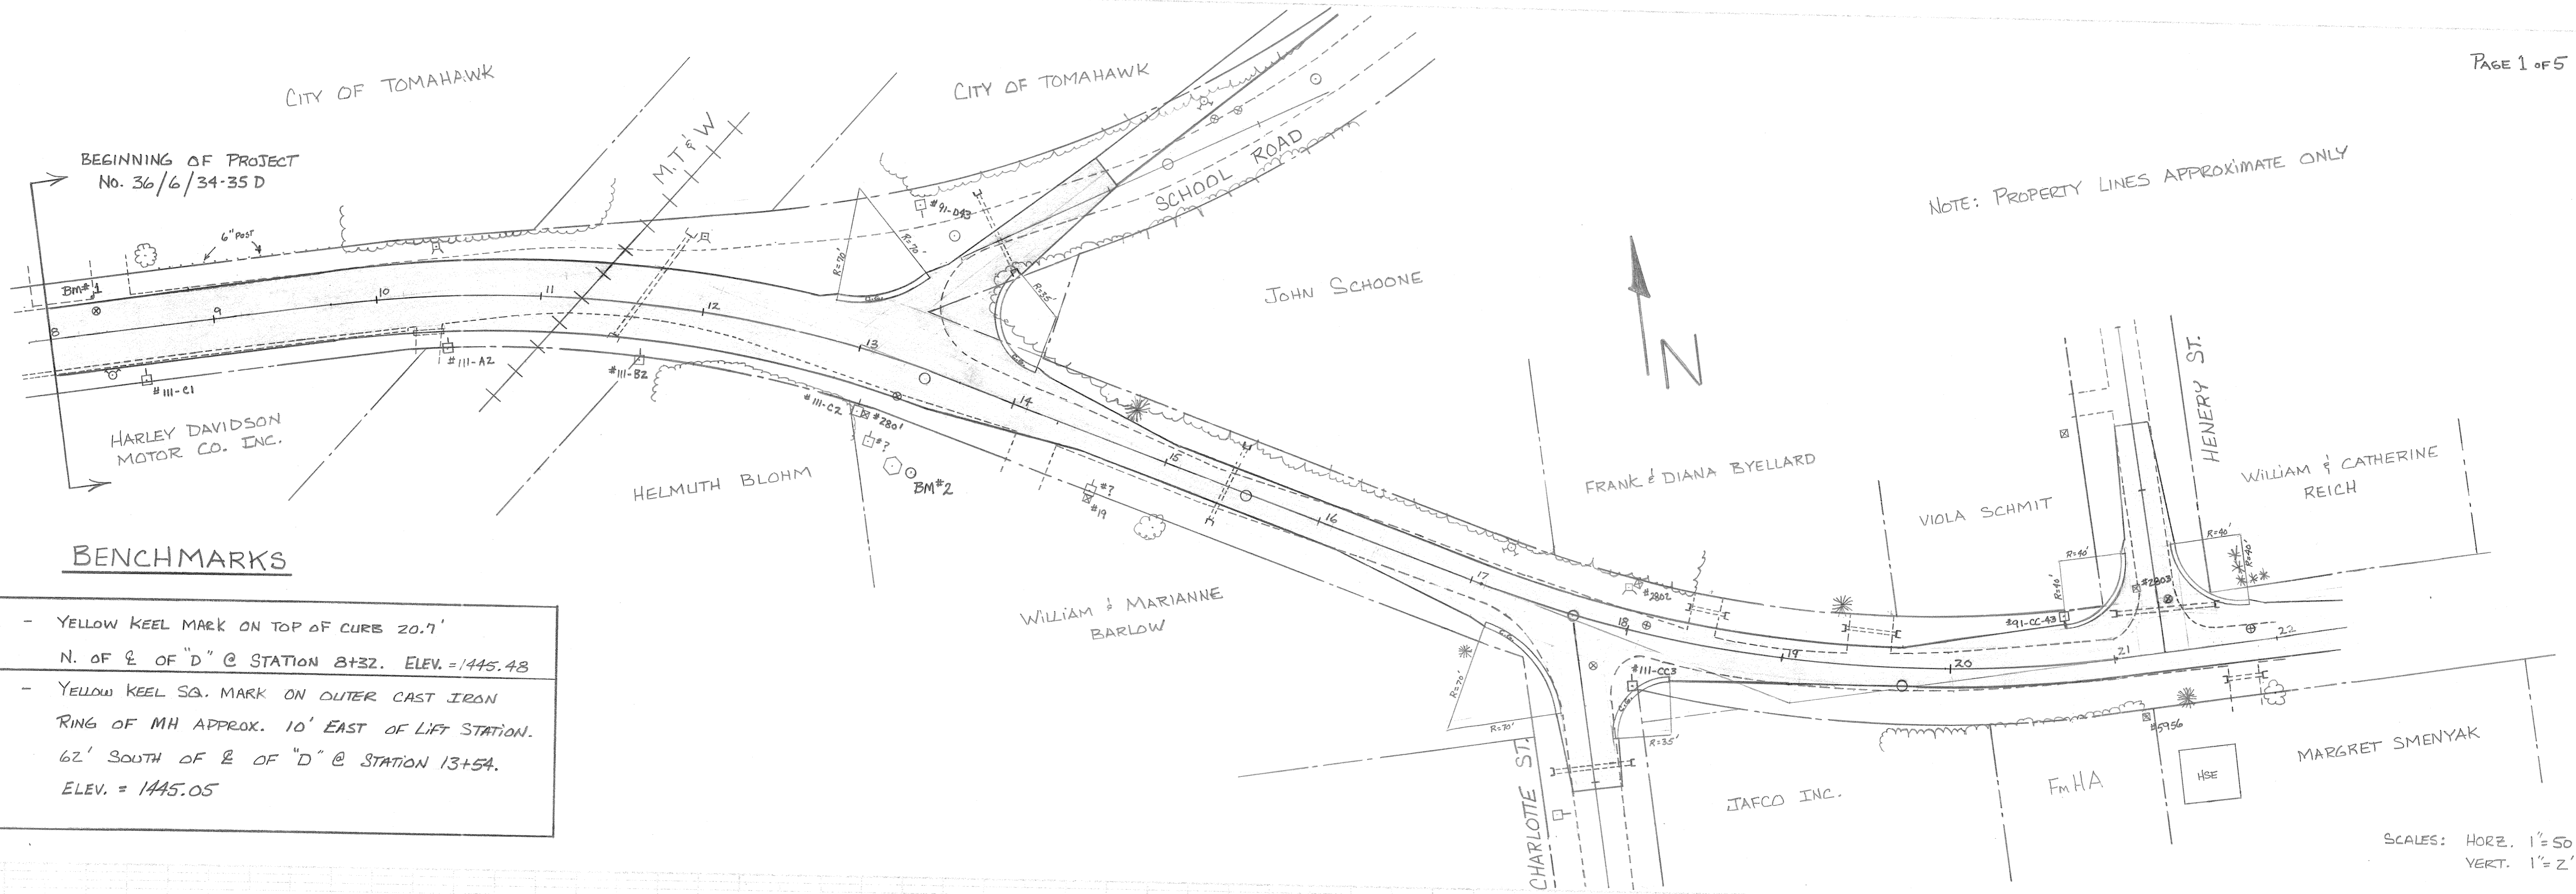 PAGE 1 OF 5
CITY OF TOMAHAWK
CITY OF TOMAHAWK
M.T. & W
BEGINNING OF PROJECT
No. 36/6/34-35 D
6" POST
#91-D43
SCHOOL ROAD
NOTE: PROPERTY LINES APPROXIMATE ONLY
R=70'
R=70'
R=35'
C.G.
C.G.
JOHN SCHOONE
N
BM#1
8
9
10
11
12
13
14
15
16
17
18
19
20
21
22
#111-C1
#111-A2
#111-B2
#111-C2
#2801
#?
BM#2
#?
#19
HARLEY DAVIDSON
MOTOR CO. INC.
HELMUTH BLOHM
WILLIAM & MARIANNE
BARLOW
FRANK & DIANA BYELLARD
VIOLA SCHMIT
HENERY ST.
WILLIAM & CATHERINE
REICH
R=40'
R=40'
R=40'
R=40'
#2802
#2803
#91-CC-43
#111-CC3
C.G.
C.G.
R=70'
R=70'
R=35'
CHARLOTTE ST.
JAFCO INC.
FmHA
#5956
HSE
MARGRET SMENYAK
BENCHMARKS
- YELLOW KEEL MARK ON TOP OF CURB 20.7'
N. OF ℄ OF "D" @ STATION 8+32. ELEV. = 1445.48
- YELLOW KEEL SQ. MARK ON OUTER CAST IRON
RING OF MH APPROX. 10' EAST OF LIFT STATION.
62' SOUTH OF ℄ OF "D" @ STATION 13+54.
ELEV. = 1445.05
SCALES: HORZ. 1"=50
VERT. 1"=2'